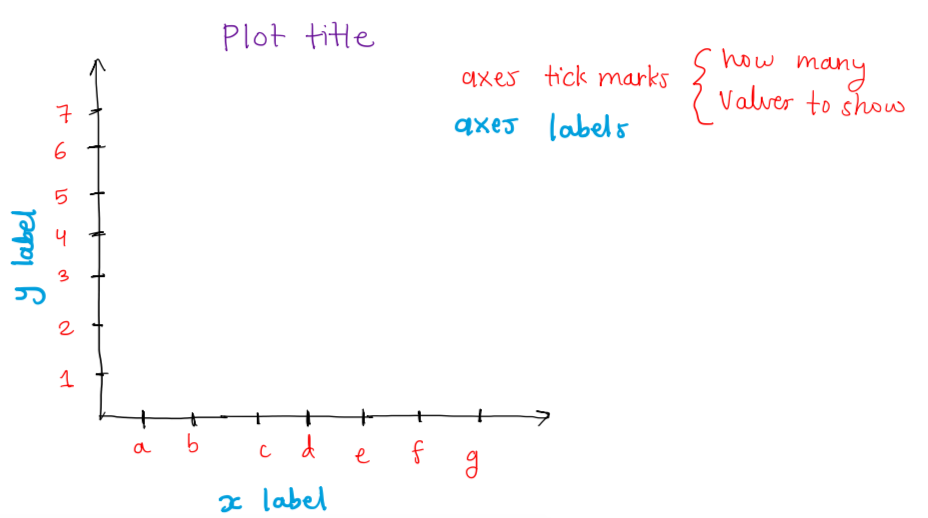 Plot title
axes tick marks { how many
values to show
axes labels
7
6
5
4
3
2
1
y label
a b c d e f g
x label